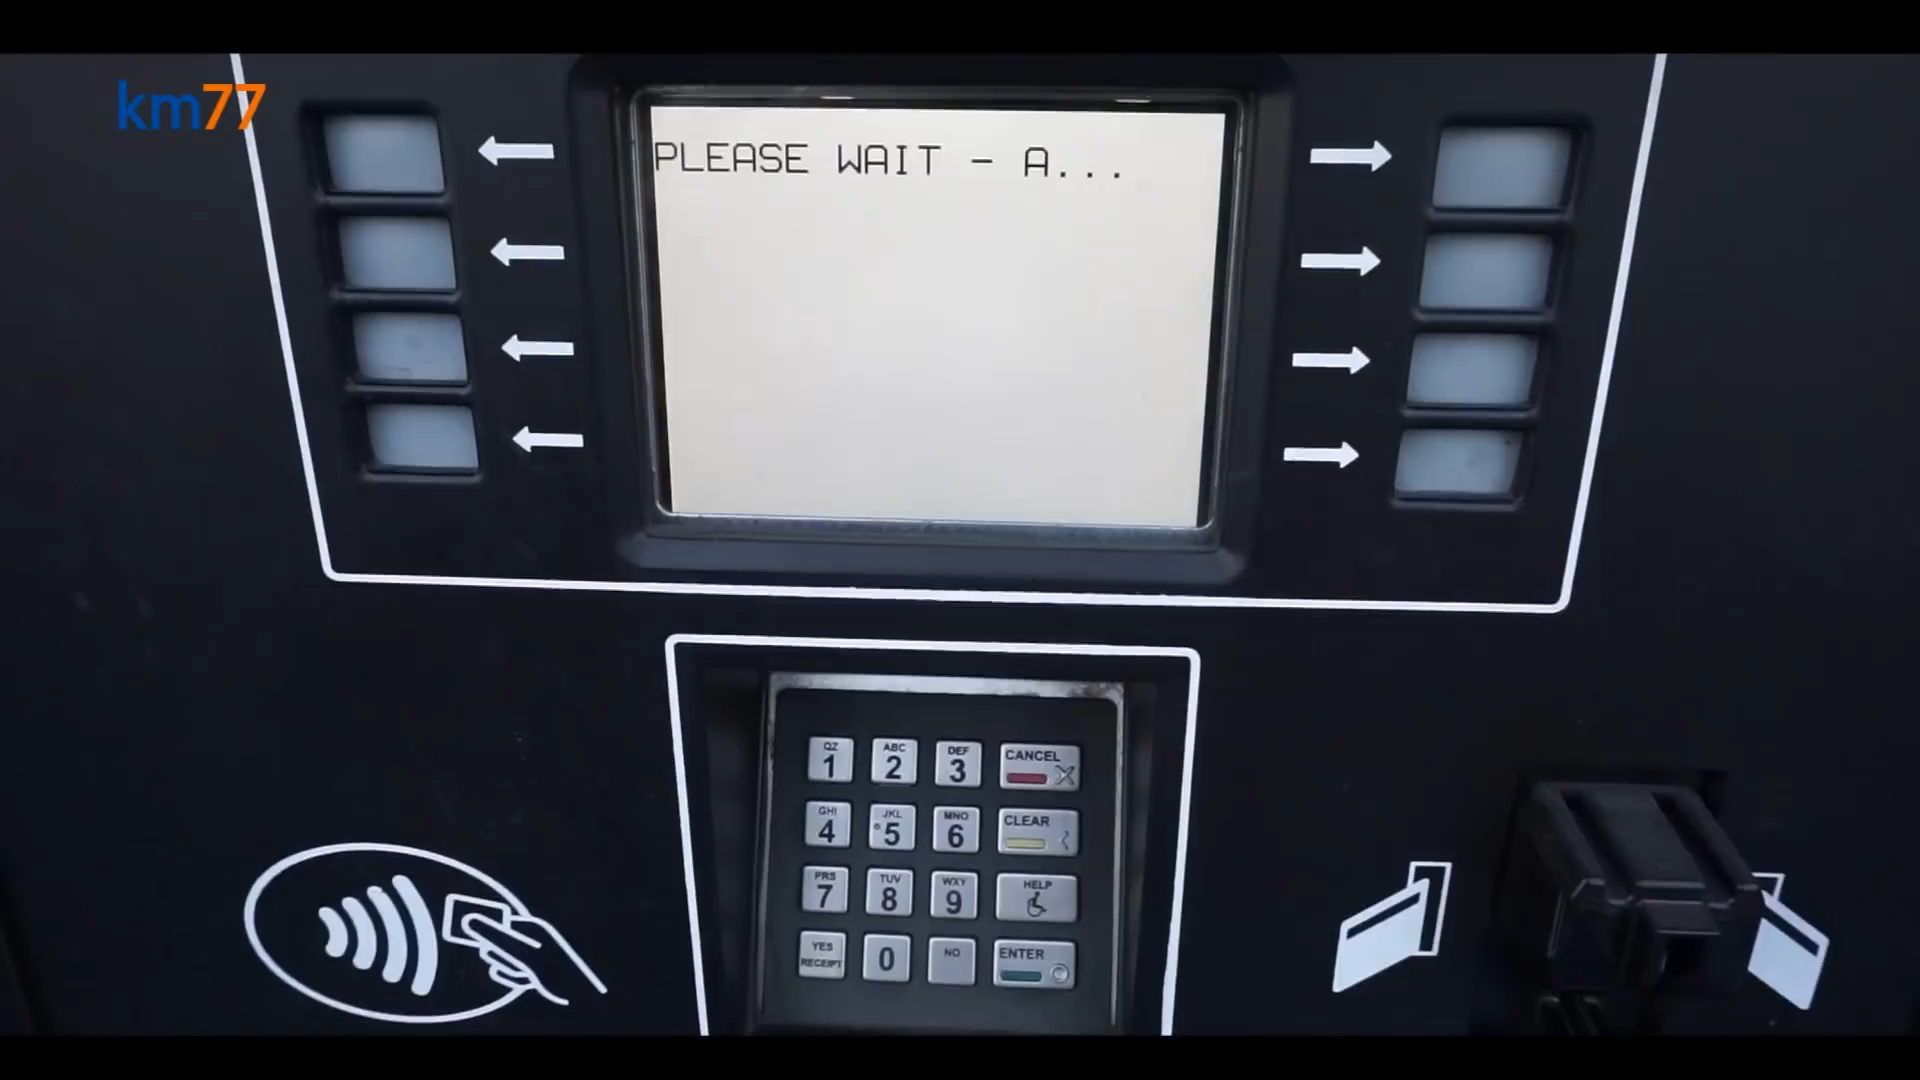 km77
PLEASE WAIT - A...
QZ ABC DEF CANCEL
1 2 3
GHI JKL MNO CLEAR
4 5 6
PRS TUV WXY HELP
7 8 9
YES NO ENTER
RECEIPT 0